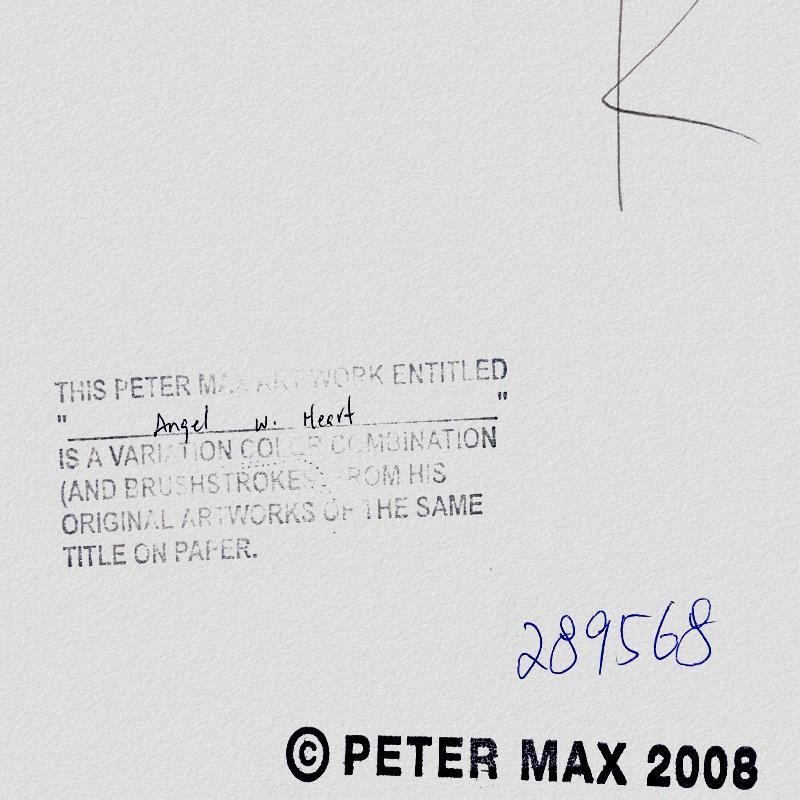 K
THIS PETER MAX ARTWORK ENTITLED
" Angel w. Heart "
IS A VARIATION COLOR COMBINATION
(AND BRUSHSTROKES) FROM HIS
ORIGINAL ARTWORKS OF THE SAME
TITLE ON PAPER.
289568
© PETER MAX 2008